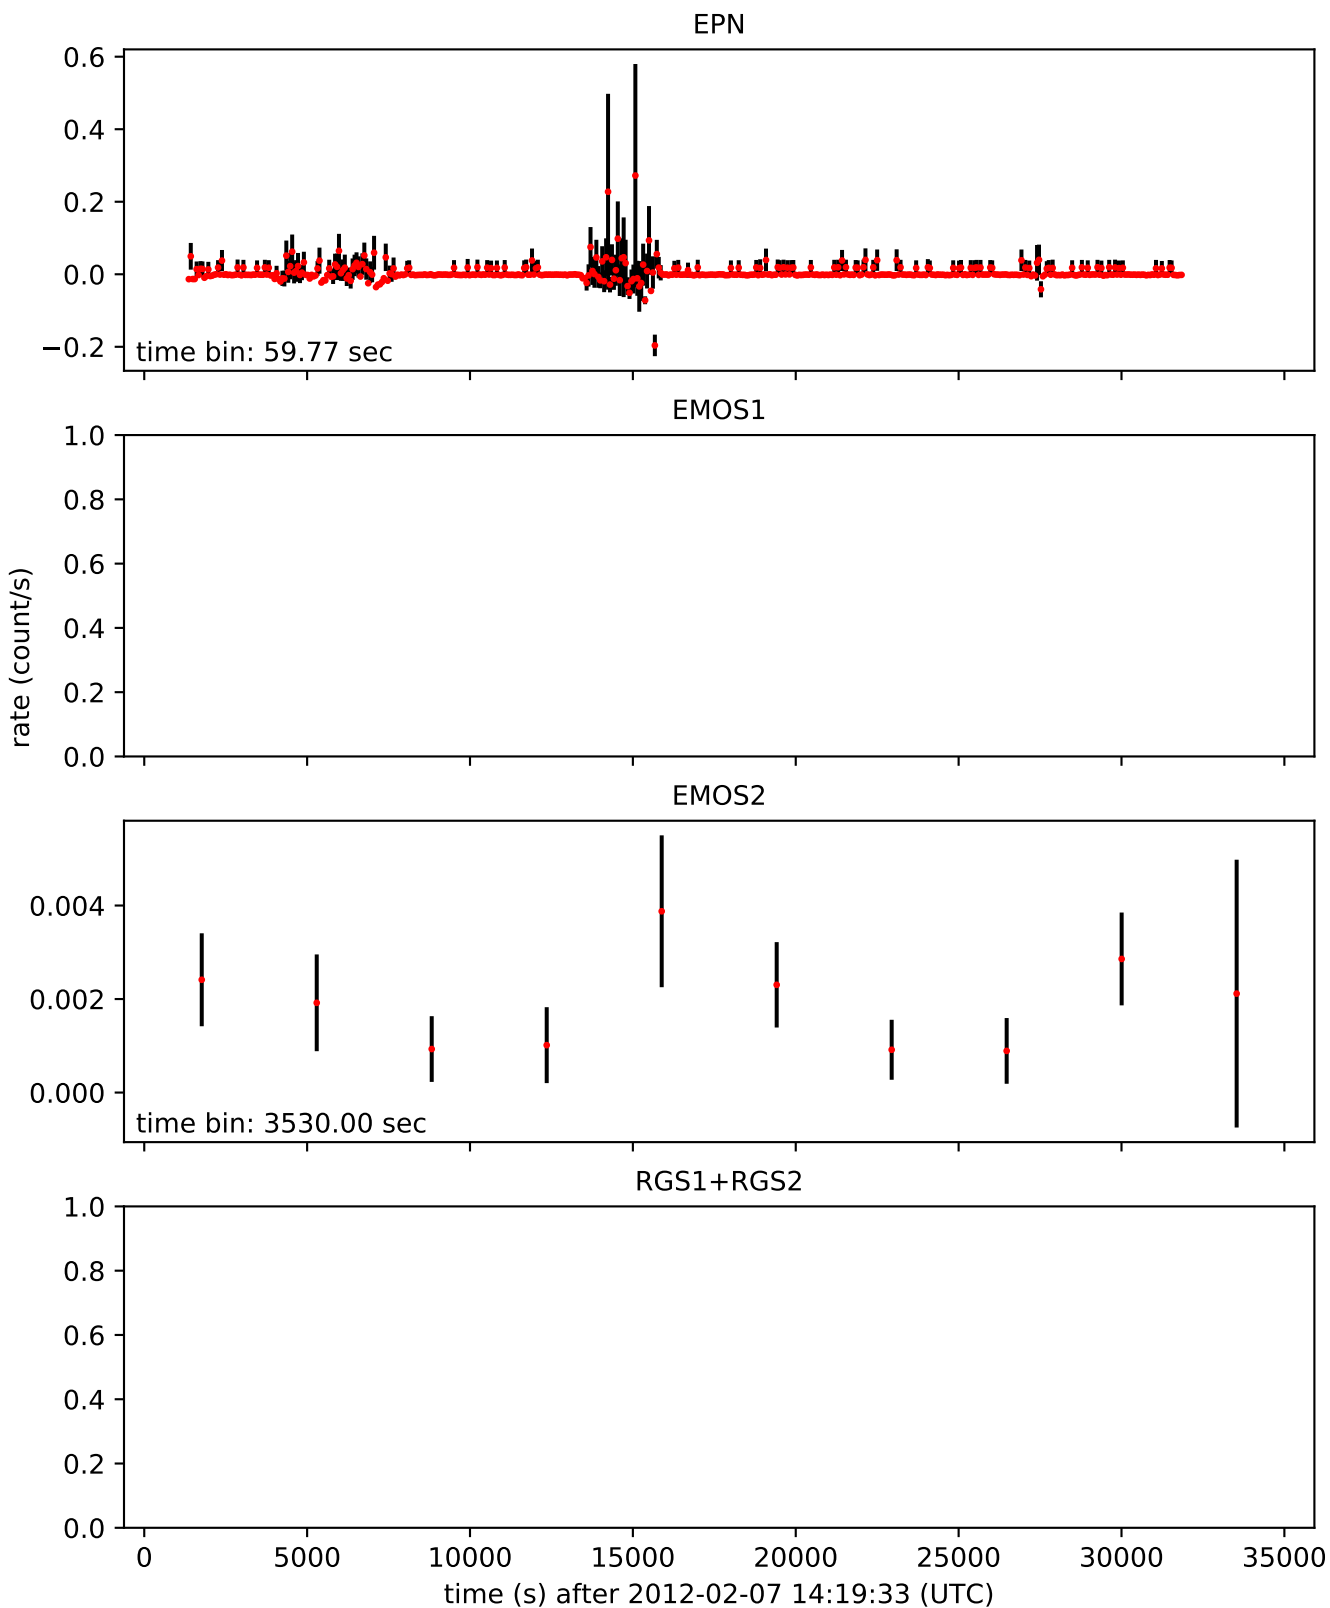 EPN
0.6
0.4
0.2
0.0
−0.2
time bin: 59.77 sec
EMOS1
1.0
0.8
0.6
0.4
0.2
0.0
rate (count/s)
EMOS2
0.004
0.002
0.000
time bin: 3530.00 sec
RGS1+RGS2
1.0
0.8
0.6
0.4
0.2
0.0
0 5000 10000 15000 20000 25000 30000 35000
time (s) after 2012-02-07 14:19:33 (UTC)